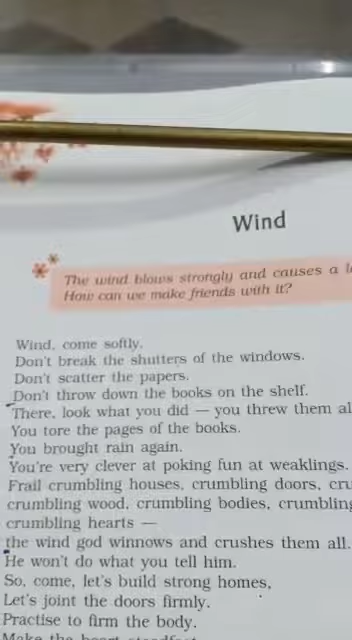 Wind
The wind blows strongly and causes a
How can we make friends with it?
Wind, come softly.
Don't break the shutters of the windows.
Don't scatter the papers.
Don't throw down the books on the shelf.
There, look what you did — you threw them
You tore the pages of the books.
You brought rain again.
You're very clever at poking fun at weaklings.
Frail crumbling houses, crumbling doors,
crumbling wood, crumbling bodies, crumbling
crumbling hearts —
the wind god winnows and crushes them all.
He won't do what you tell him.
So, come, let's build strong homes,
Let's joint the doors firmly.
Practise to firm the body.
Make the heart steadfast